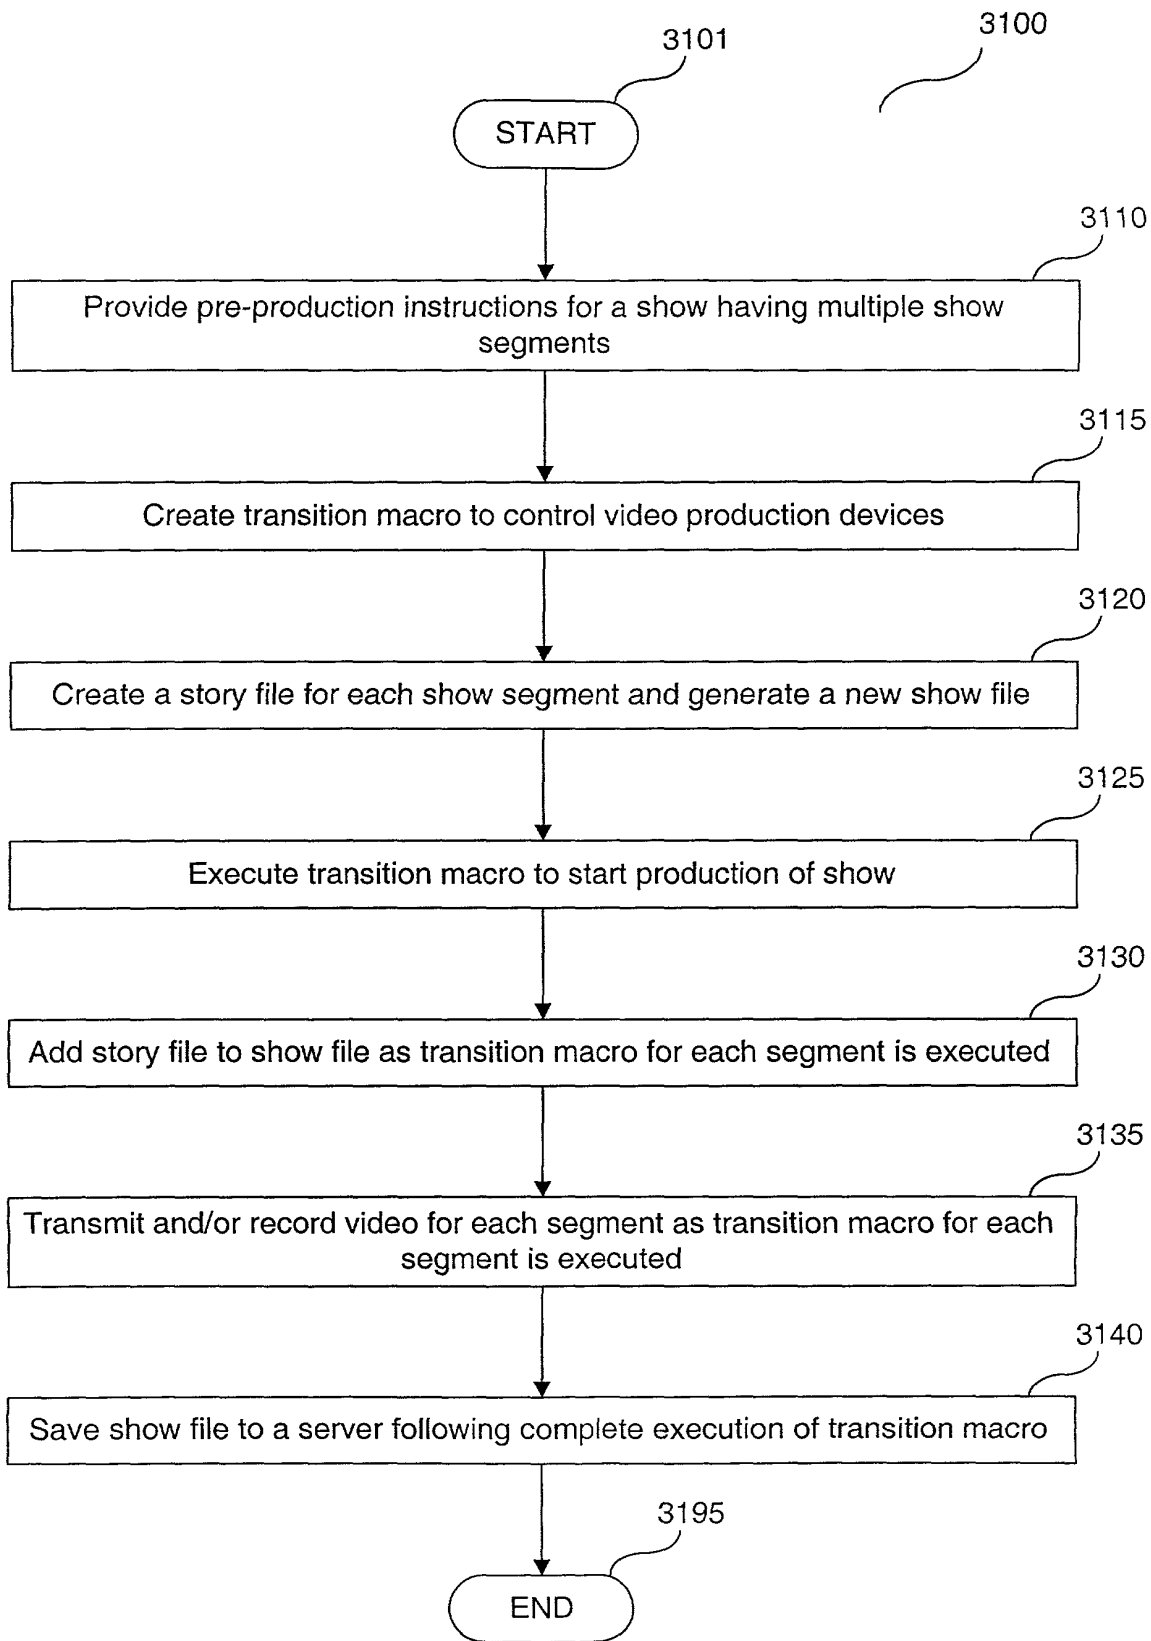 3100
3101
START
3110
Provide pre-production instructions for a show having multiple show
segments
3115
Create transition macro to control video production devices
3120
Create a story file for each show segment and generate a new show file
3125
Execute transition macro to start production of show
3130
Add story file to show file as transition macro for each segment is executed
3135
Transmit and/or record video for each segment as transition macro for each
segment is executed
3140
Save show file to a server following complete execution of transition macro
3195
END